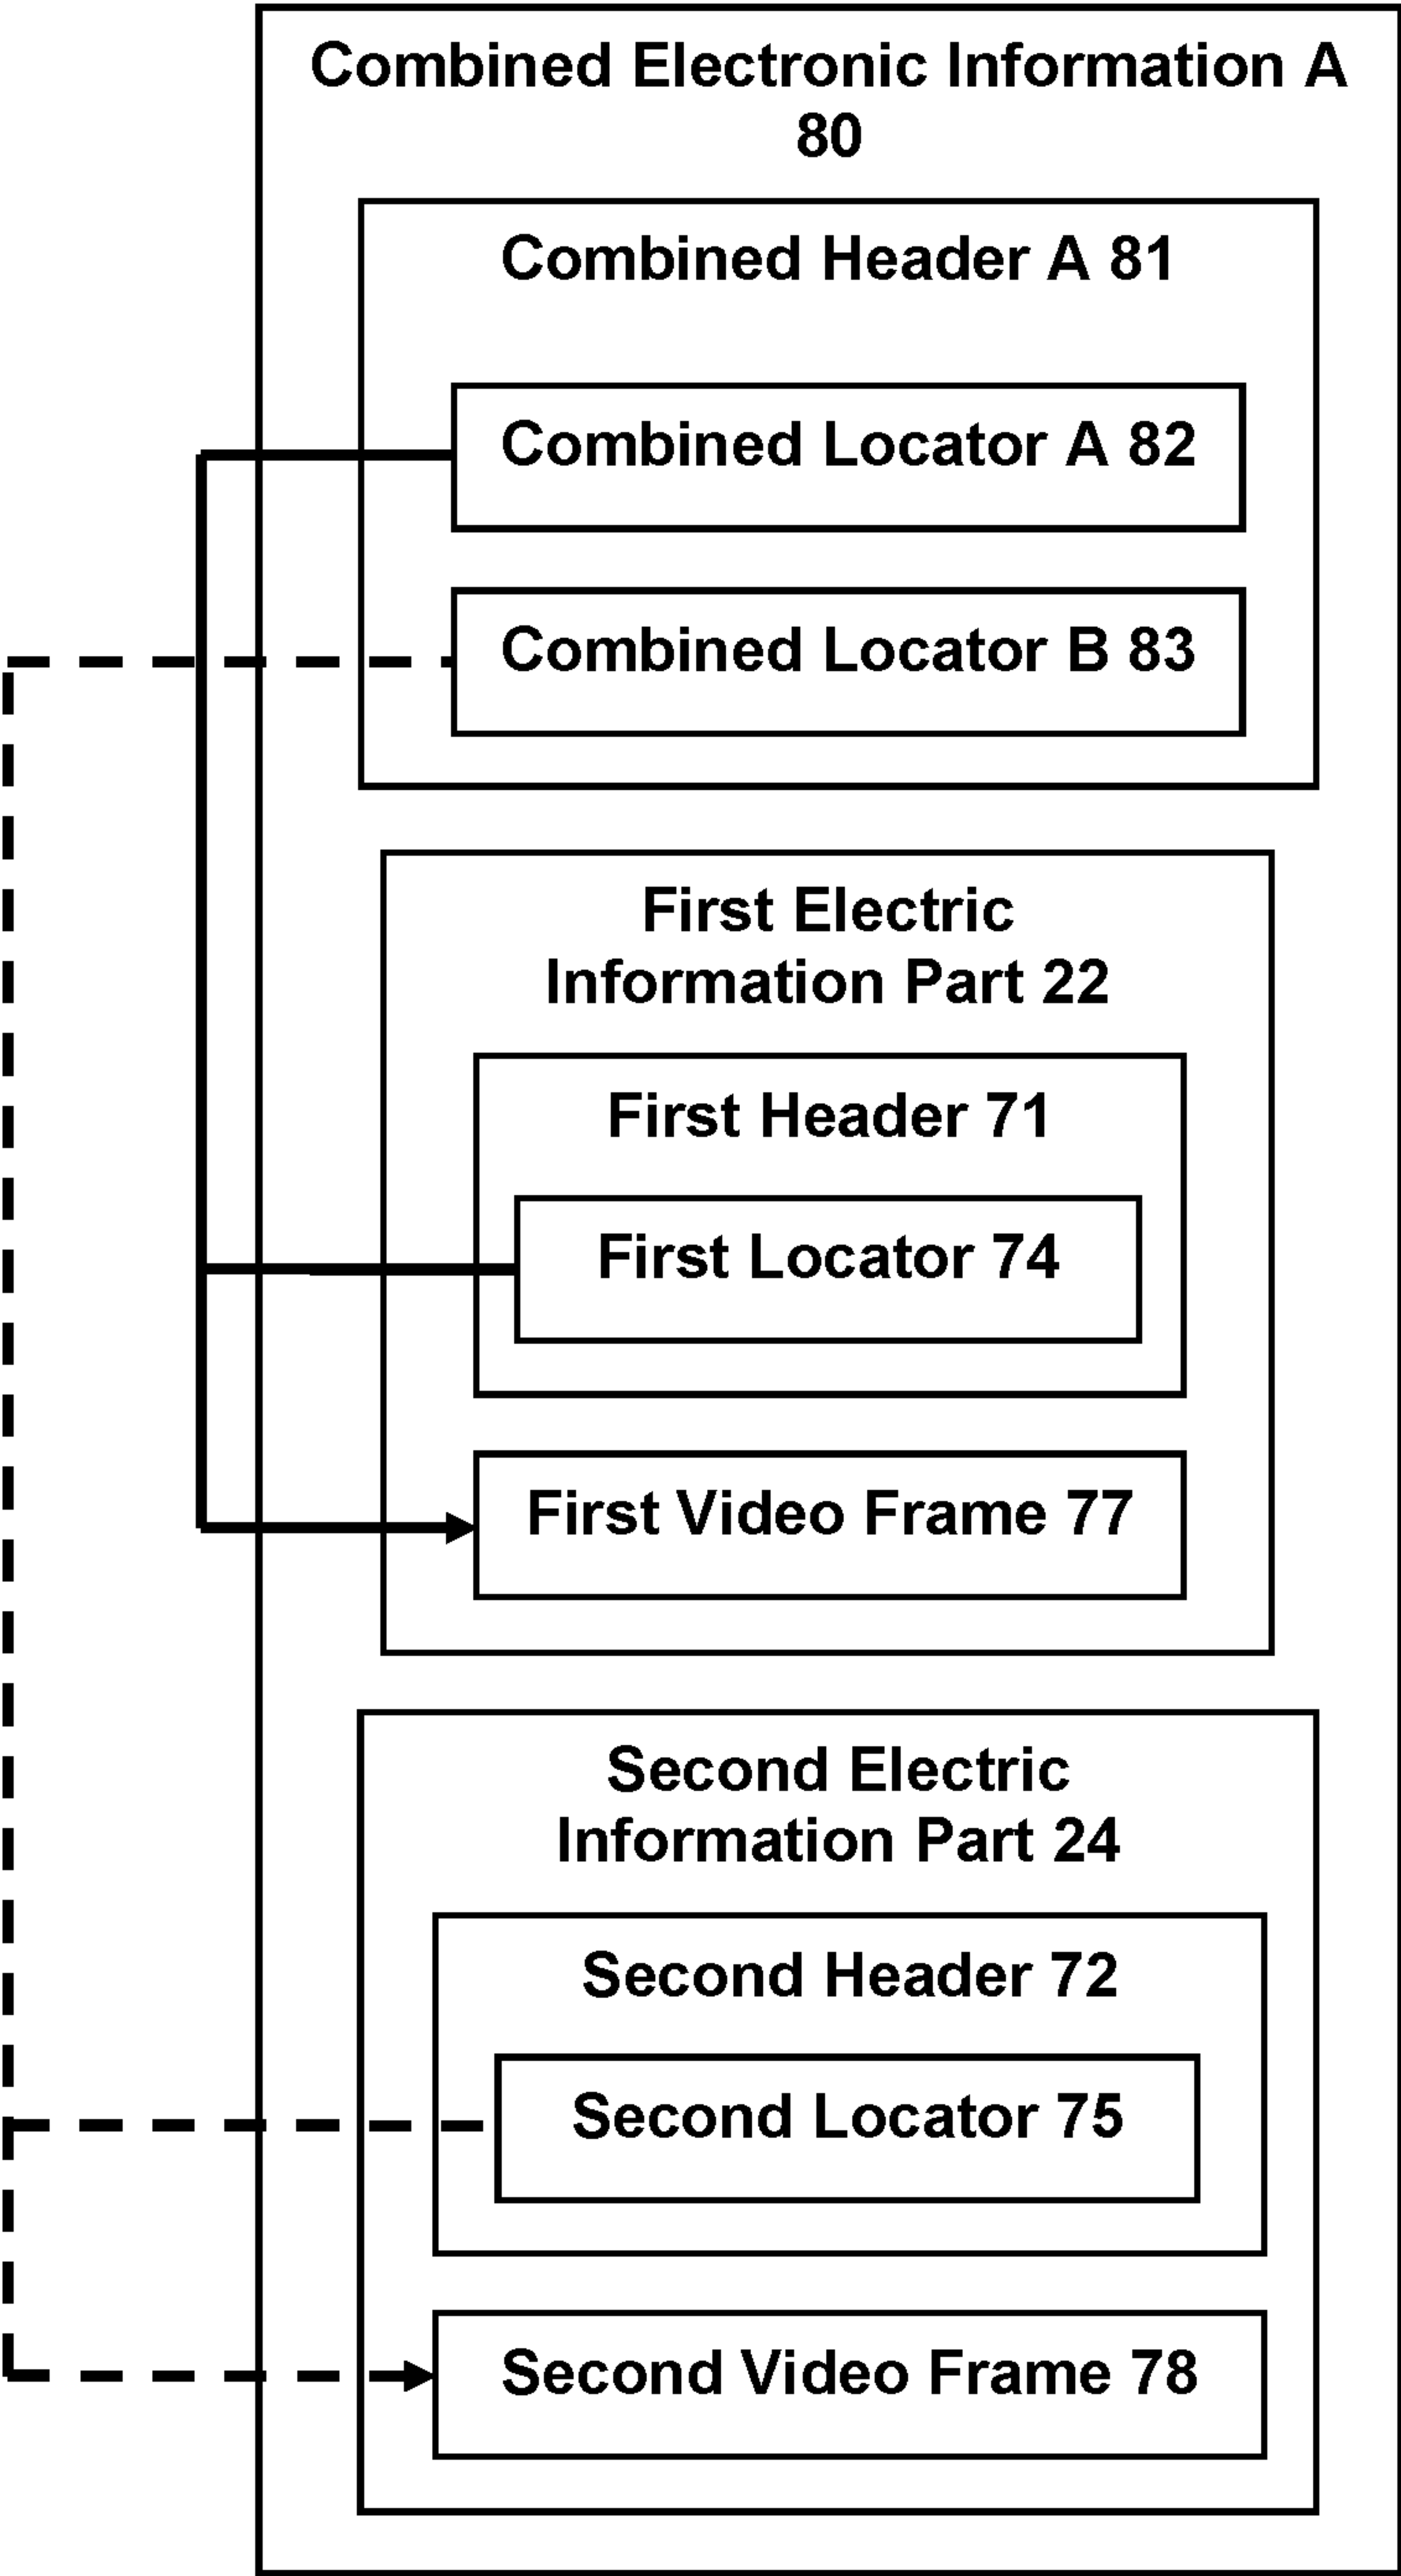 Combined Electronic Information A
80
Combined Header A 81
Combined Locator A 82
Combined Locator B 83
First Electric
Information Part 22
First Header 71
First Locator 74
First Video Frame 77
Second Electric
Information Part 24
Second Header 72
Second Locator 75
Second Video Frame 78